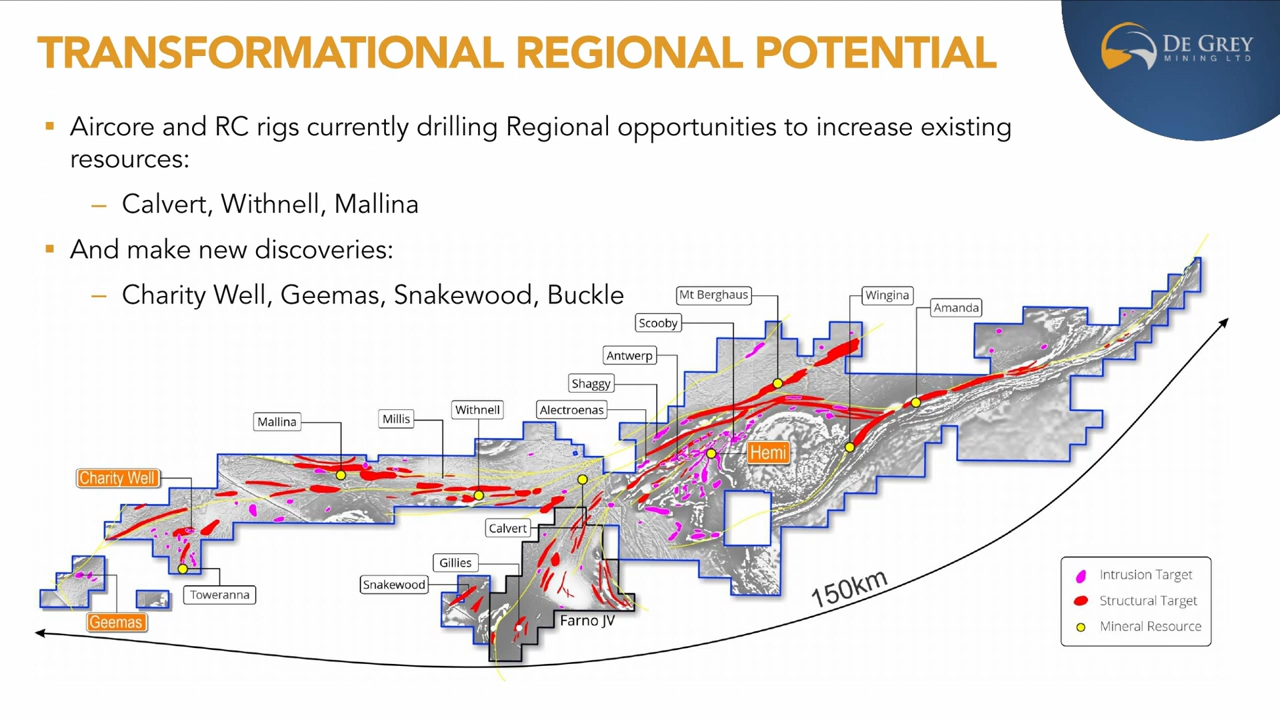 TRANSFORMATIONAL REGIONAL POTENTIAL
DE GREY
MINING LTD
▪ Aircore and RC rigs currently drilling Regional opportunities to increase existing
resources:
– Calvert, Withnell, Mallina
▪ And make new discoveries:
– Charity Well, Geemas, Snakewood, Buckle
Mt Berghaus
Wingina
Amanda
Scooby
Antwerp
Shaggy
Alectroenas
Withnell
Millis
Mallina
Hemi
Charity Well
Calvert
Gillies
Snakewood
Toweranna
Geemas
Farno JV
150km
Intrusion Target
Structural Target
Mineral Resource